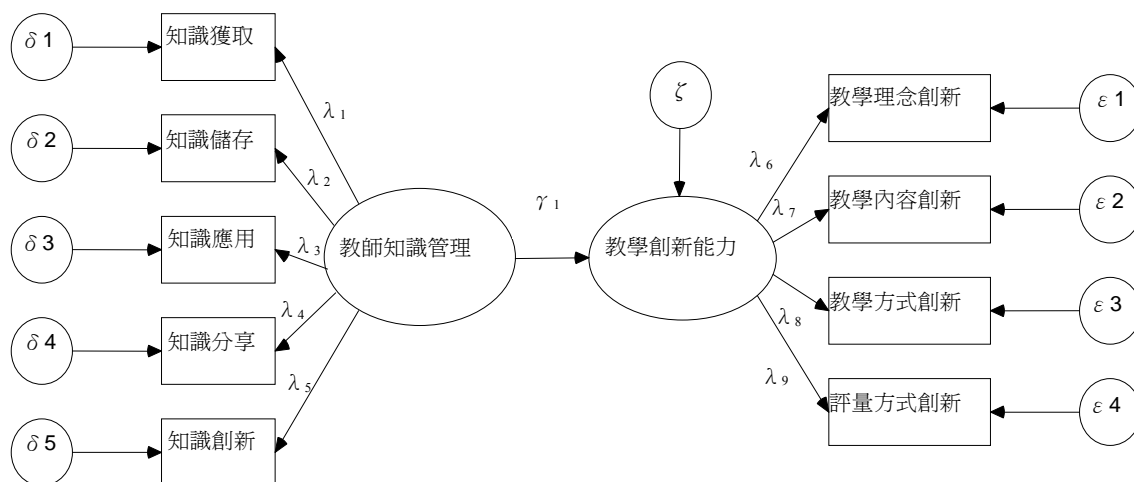 δ1
知識獲取
λ1
δ2
知識儲存
λ2
δ3
知識應用
λ3
δ4
知識分享
λ4
δ5
知識創新
λ5
教師知識管理
γ1
ζ
教學創新能力
λ6
教學理念創新
ε1
λ7
教學內容創新
ε2
λ8
教學方式創新
ε3
λ9
評量方式創新
ε4